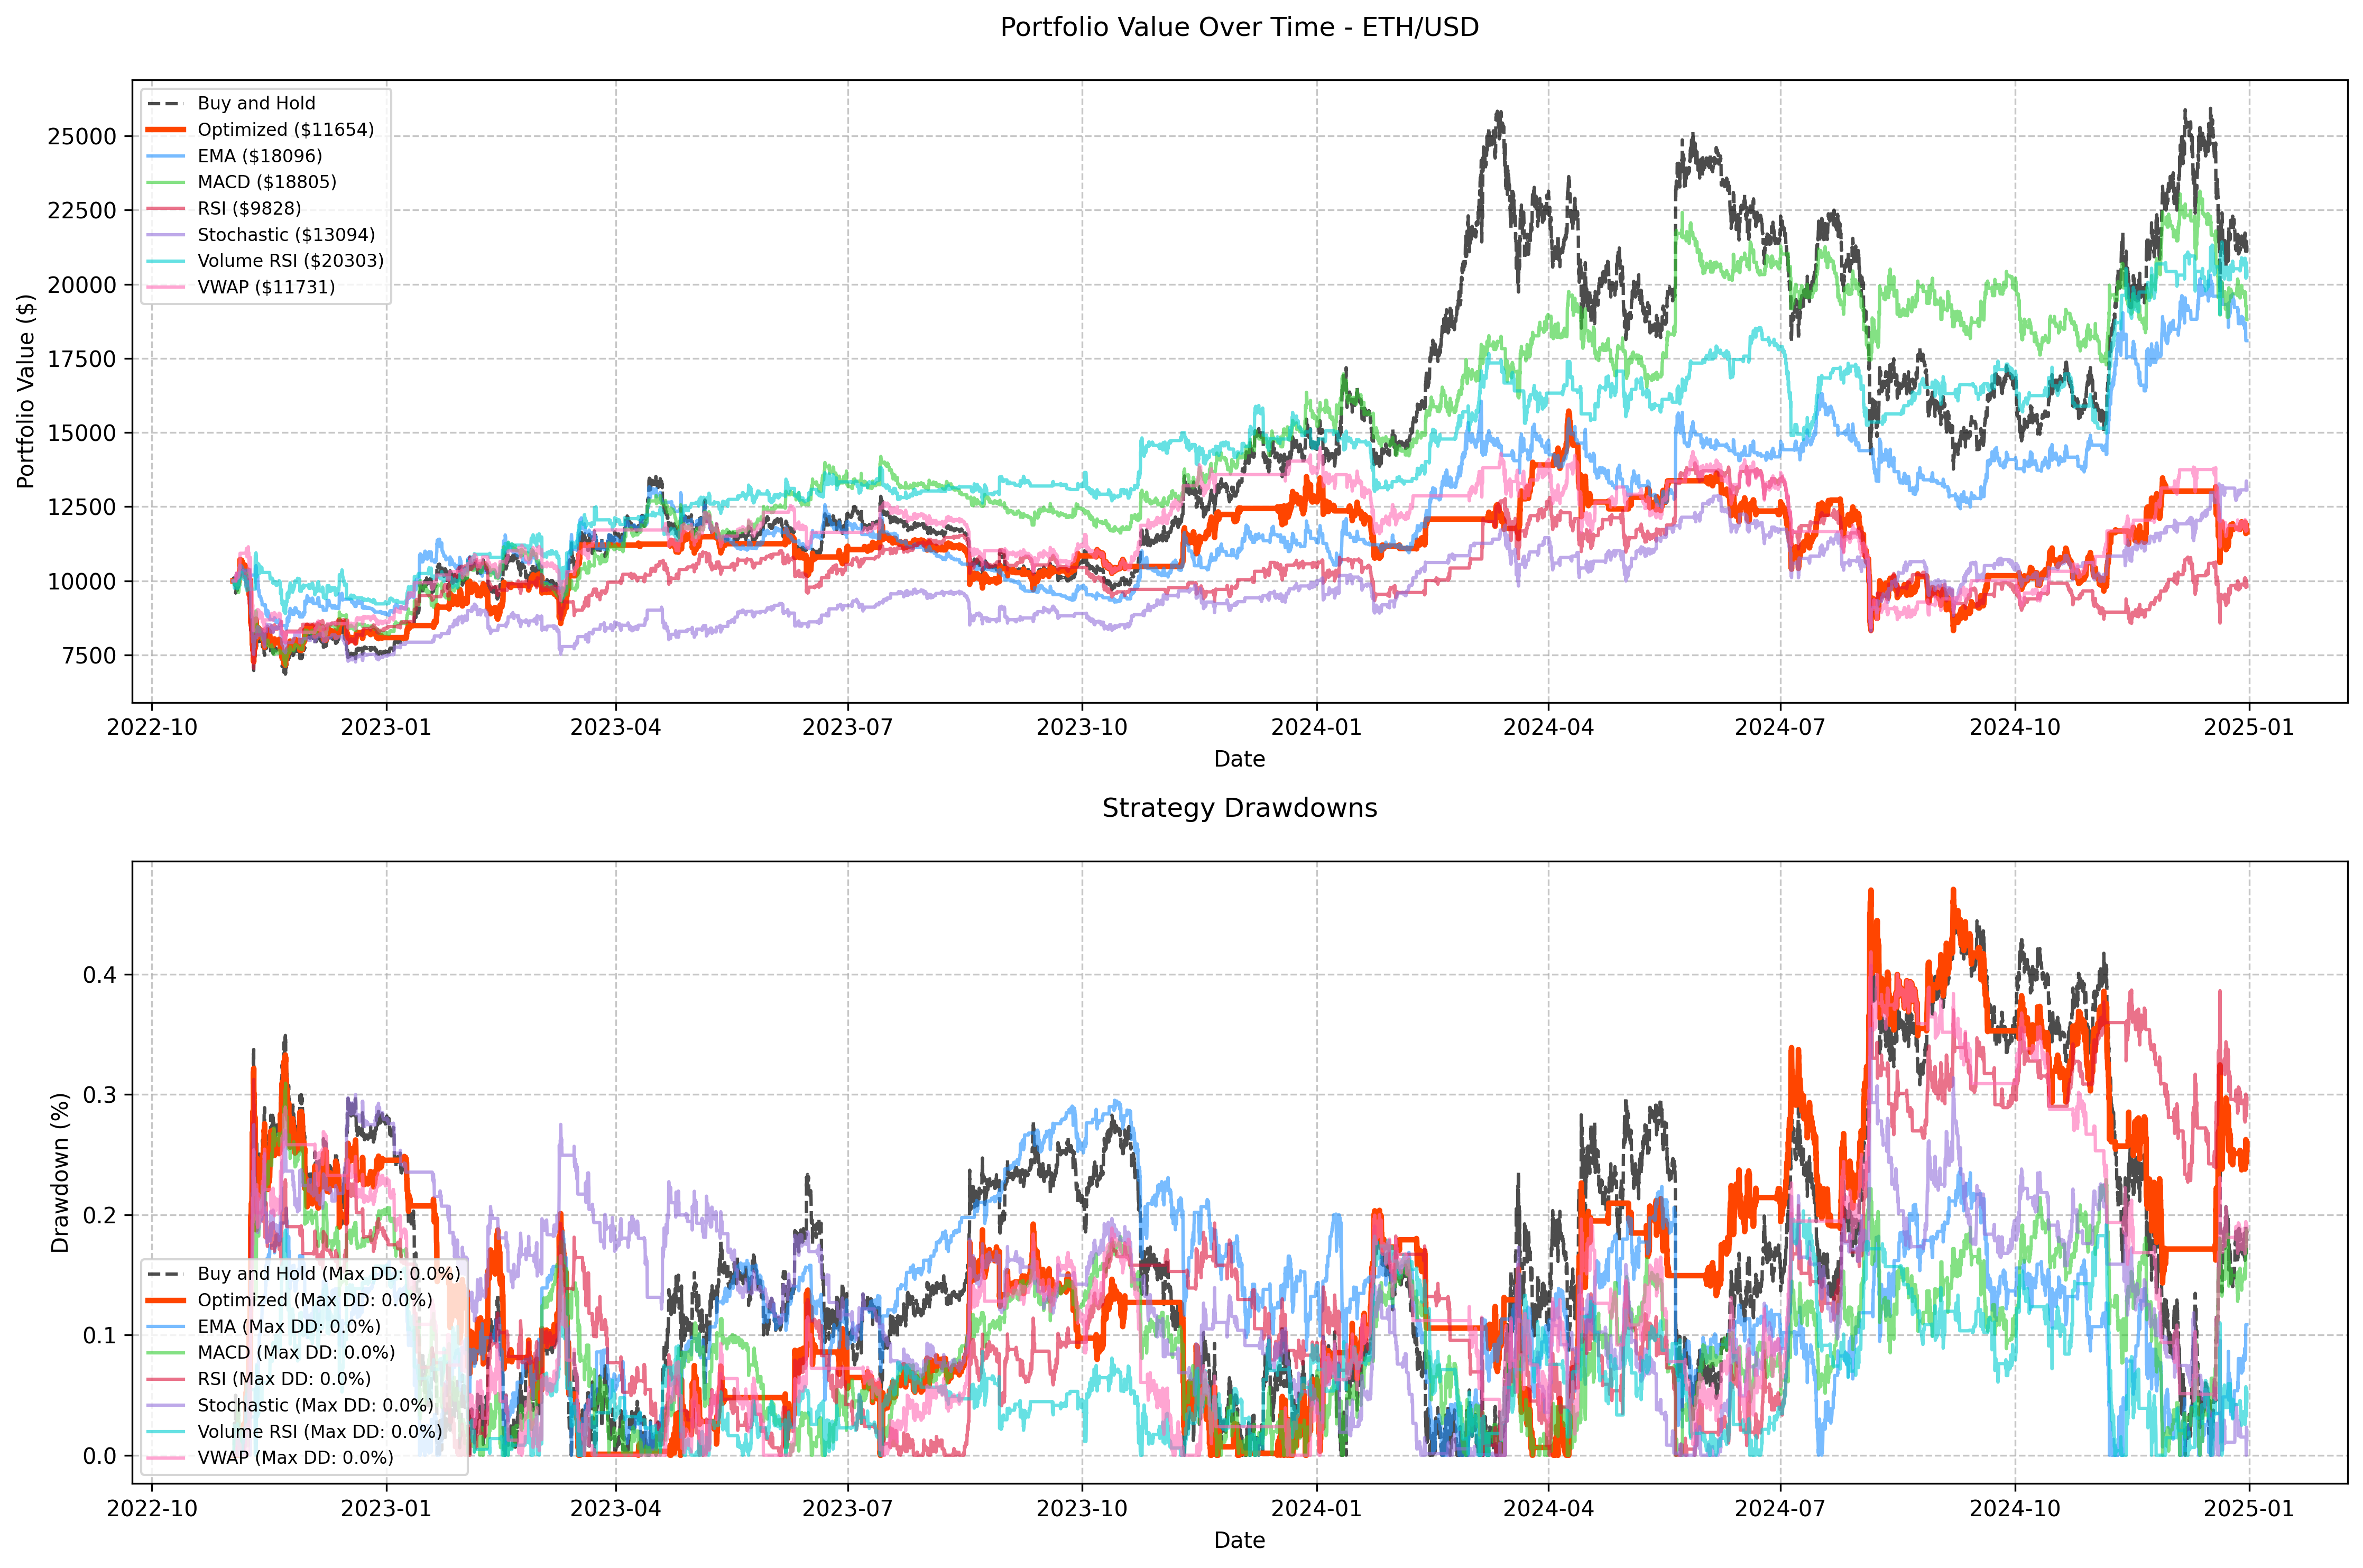 Portfolio Value Over Time - ETH/USD
Buy and Hold
Optimized ($11654)
EMA ($18096)
MACD ($18805)
RSI ($9828)
Stochastic ($13094)
Volume RSI ($20303)
VWAP ($11731)
Portfolio Value ($)
25000
22500
20000
17500
15000
12500
10000
7500
2022-10 2023-01 2023-04 2023-07 2023-10 2024-01 2024-04 2024-07 2024-10 2025-01
Date
Strategy Drawdowns
Drawdown (%)
0.4
0.3
0.2
0.1
0.0
Buy and Hold (Max DD: 0.0%)
Optimized (Max DD: 0.0%)
EMA (Max DD: 0.0%)
MACD (Max DD: 0.0%)
RSI (Max DD: 0.0%)
Stochastic (Max DD: 0.0%)
Volume RSI (Max DD: 0.0%)
VWAP (Max DD: 0.0%)
2022-10 2023-01 2023-04 2023-07 2023-10 2024-01 2024-04 2024-07 2024-10 2025-01
Date